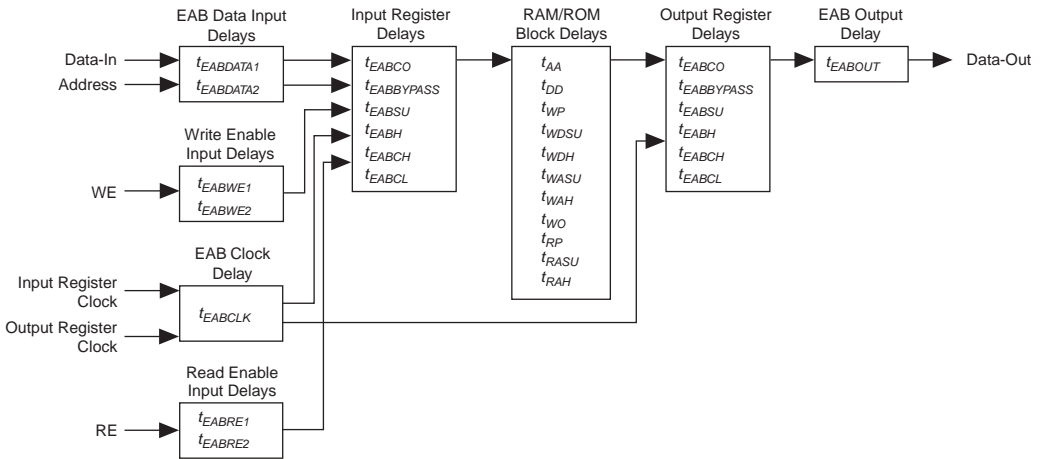 EAB Data Input
Delays
Data-In
Address
tEABDATA1
tEABDATA2
Write Enable
Input Delays
WE
tEABWE1
tEABWE2
EAB Clock
Delay
Input Register
Clock
Output Register
Clock
tEABCLK
Read Enable
Input Delays
RE
tEABRE1
tEABRE2
Input Register
Delays
tEABCO
tEABBYPASS
tEABSU
tEABH
tEABCH
tEABCL
RAM/ROM
Block Delays
tAA
tDD
tWP
tWDSU
tWDH
tWASU
tWAH
tWO
tRP
tRASU
tRAH
Output Register
Delays
tEABCO
tEABBYPASS
tEABSU
tEABH
tEABCH
tEABCL
EAB Output
Delay
tEABOUT
Data-Out